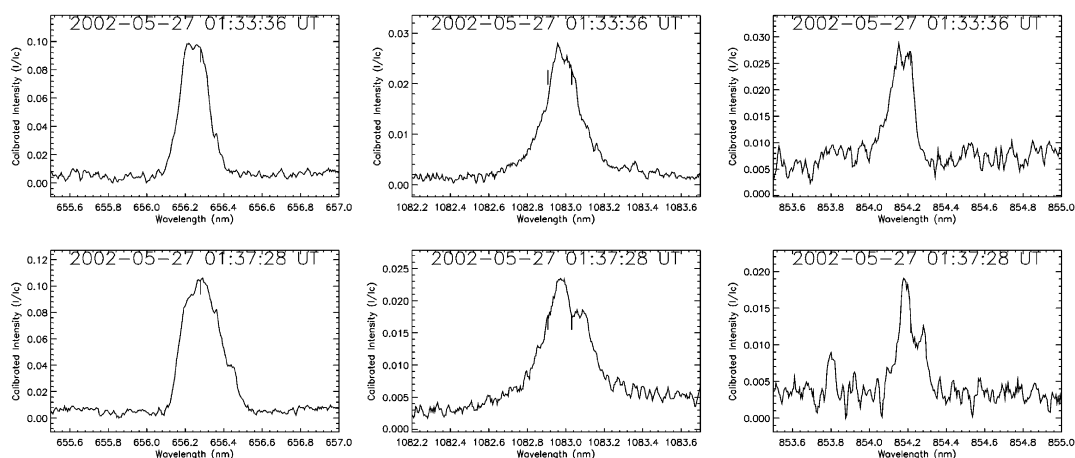 2002-05-27 01:33:36 UT
Calibrated Intensity (I/Ic)
0.10
0.08
0.06
0.04
0.02
0.00
655.6 655.8 656.0 656.2 656.4 656.6 656.8 657.0
Wavelength (nm)
2002-05-27 01:33:36 UT
Calibrated Intensity (I/Ic)
0.03
0.02
0.01
0.00
1082.2 1082.4 1082.6 1082.8 1083.0 1083.2 1083.4 1083.6
Wavelength (nm)
2002-05-27 01:33:36 UT
Calibrated Intensity (I/Ic)
0.030
0.025
0.020
0.015
0.010
0.005
0.000
853.6 853.8 854.0 854.2 854.4 854.6 854.8 855.0
Wavelength (nm)
2002-05-27 01:37:28 UT
Calibrated Intensity (I/Ic)
0.12
0.10
0.08
0.06
0.04
0.02
0.00
655.6 655.8 656.0 656.2 656.4 656.6 656.8 657.0
Wavelength (nm)
2002-05-27 01:37:28 UT
Calibrated Intensity (I/Ic)
0.025
0.020
0.015
0.010
0.005
0.000
1082.2 1082.4 1082.6 1082.8 1083.0 1083.2 1083.4 1083.6
Wavelength (nm)
2002-05-27 01:37:28 UT
Calibrated Intensity (I/Ic)
0.020
0.015
0.010
0.005
0.000
853.6 853.8 854.0 854.2 854.4 854.6 854.8 855.0
Wavelength (nm)